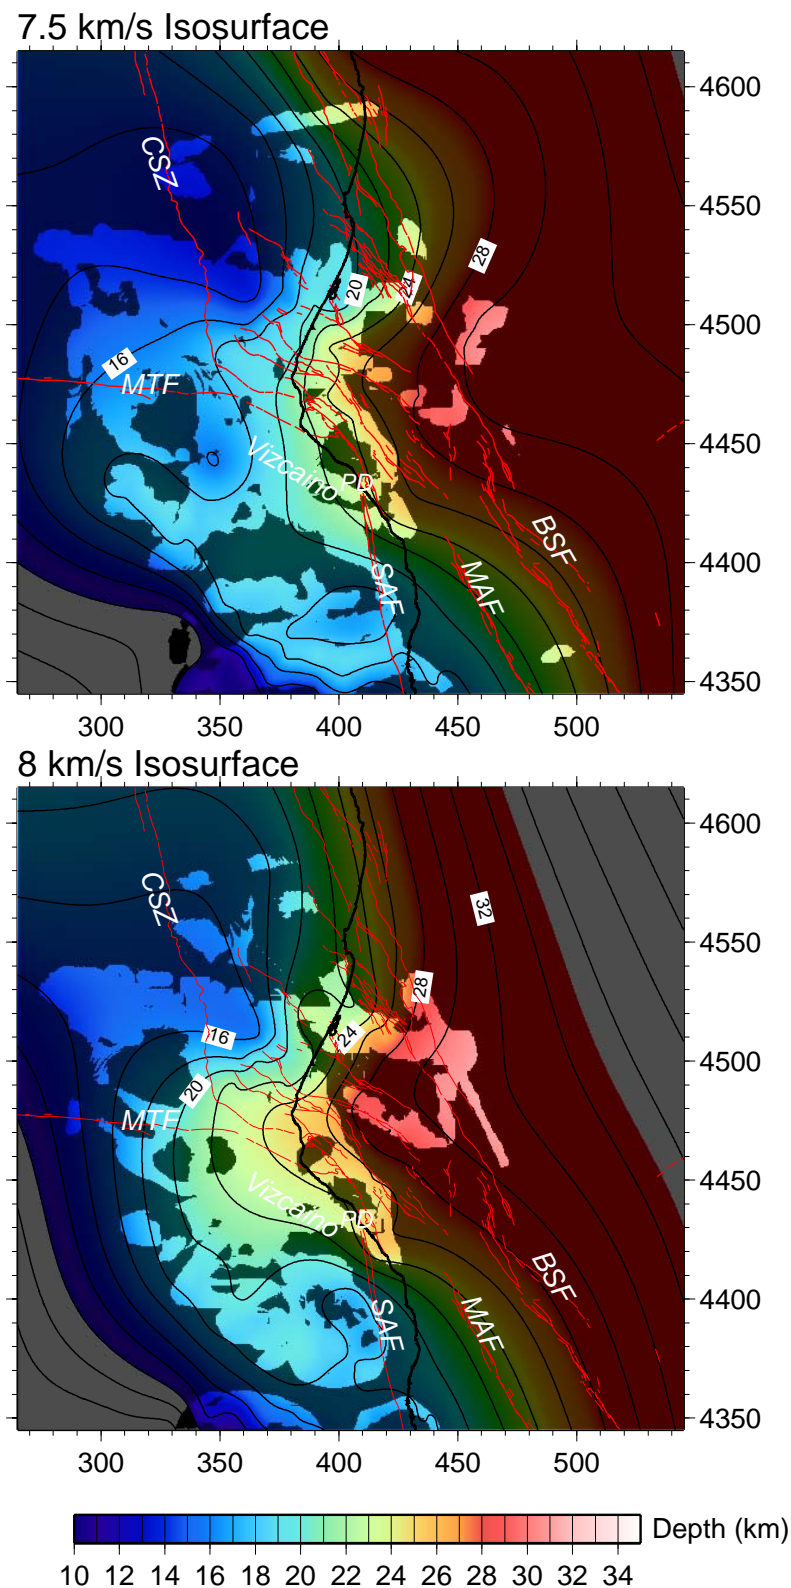 7.5 km/s Isosurface
4600
CSZ
4550
28
20
24
4500
16
MTF
4450
Vizcaino
PD
BSF
4400
SAF
MAF
4350
300 350 400 450 500
8 km/s Isosurface
4600
CSZ
32
4550
28
16
24
4500
20
MTF
4450
Vizcaino
PD
BSF
4400
SAF
MAF
4350
300 350 400 450 500
Depth (km)
10 12 14 16 18 20 22 24 26 28 30 32 34